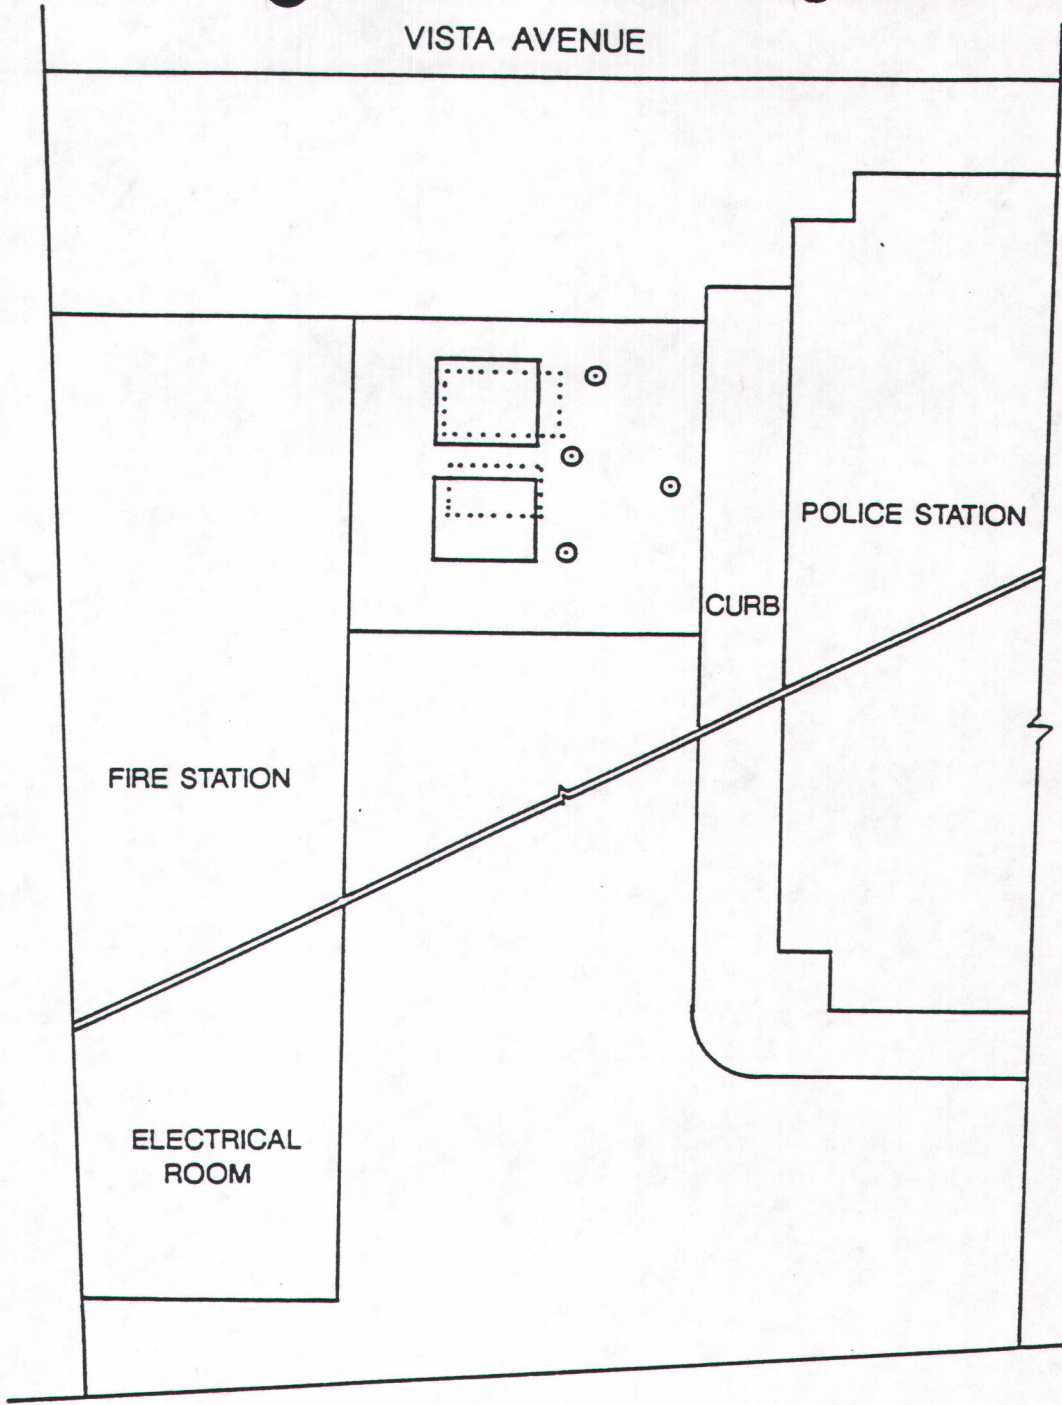 VISTA AVENUE
POLICE STATION
CURB
FIRE STATION
ELECTRICAL
ROOM